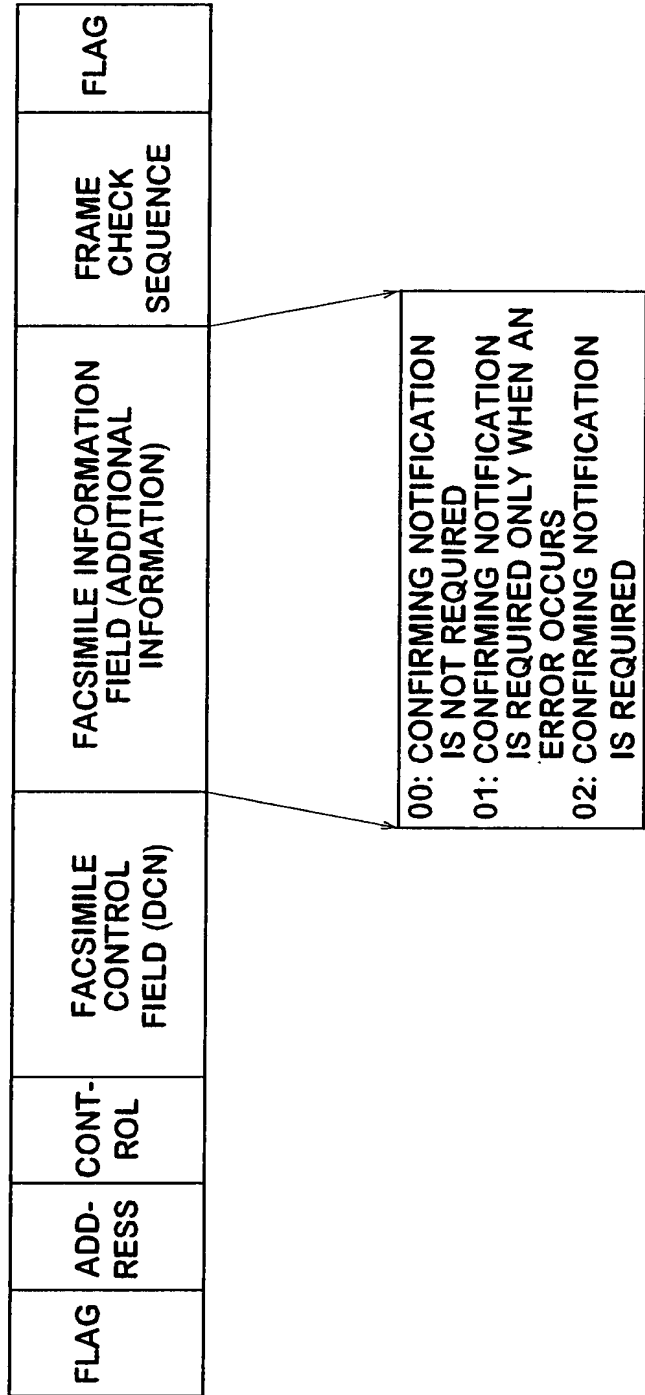 FLAG
ADD-
RESS
CONT-
ROL
FACSIMILE
CONTROL
FIELD (DCN)
FACSIMILE INFORMATION
FIELD (ADDITIONAL
INFORMATION)
FRAME
CHECK
SEQUENCE
FLAG
00: CONFIRMING NOTIFICATION
IS NOT REQUIRED
01: CONFIRMING NOTIFICATION
IS REQUIRED ONLY WHEN AN
ERROR OCCURS
02: CONFIRMING NOTIFICATION
IS REQUIRED